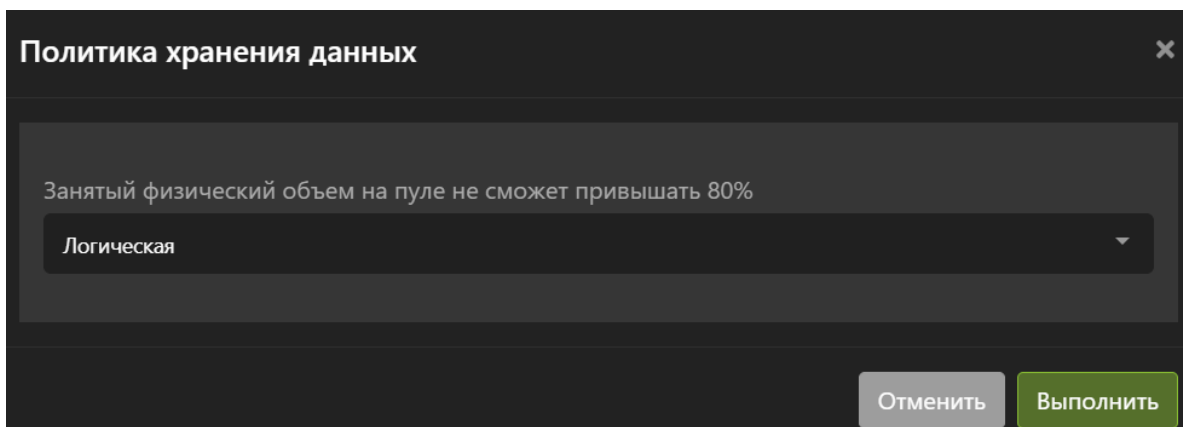 Политика хранения данных
Занятый физический объем на пуле не сможет привышать 80%
Логическая
Отменить
Выполнить